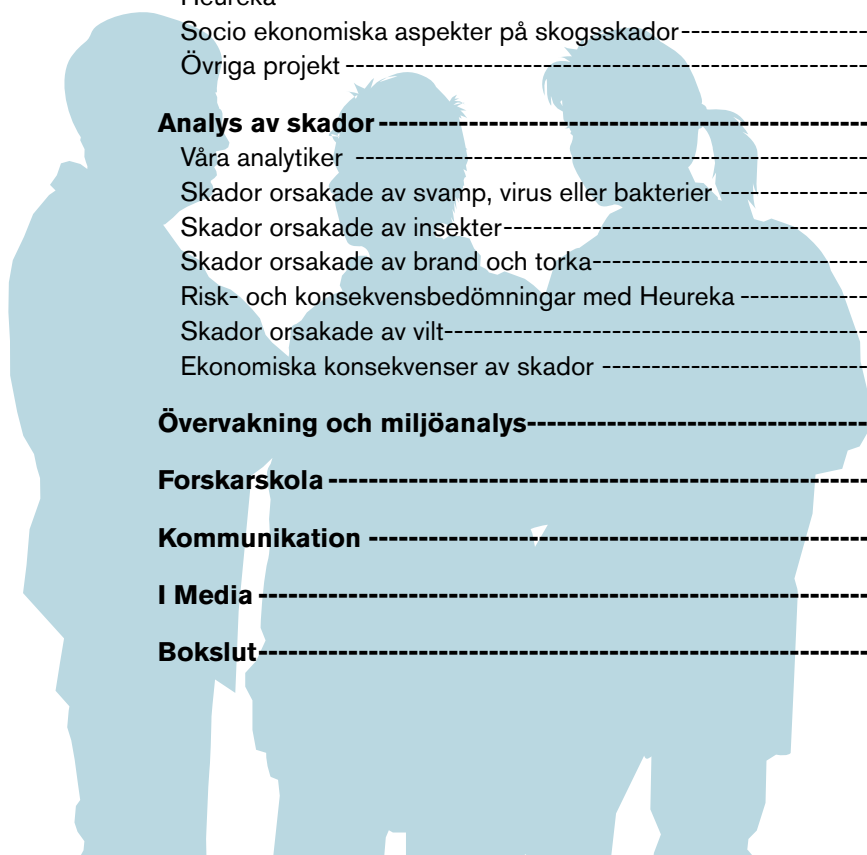 Heureka
Socio ekonomiska aspekter på skogsskador--------------------
Övriga projekt------------------------------------------------------------
Analys av skador-------------------------------------------------
Våra analytiker ----------------------------------------------------------
Skador orsakade av svamp, virus eller bakterier ----------------
Skador orsakade av insekter-----------------------------------------
Skador orsakade av brand och torka-------------------------------
Risk- och konsekvensbedömningar med Heureka --------------
Skador orsakade av vilt------------------------------------------------
Ekonomiska konsekvenser av skador ------------------------------
Övervakning och miljöanalys----------------------------------
Forskarskola------------------------------------------------------
Kommunikation --------------------------------------------------
I Media -------------------------------------------------------------
Bokslut-------------------------------------------------------------